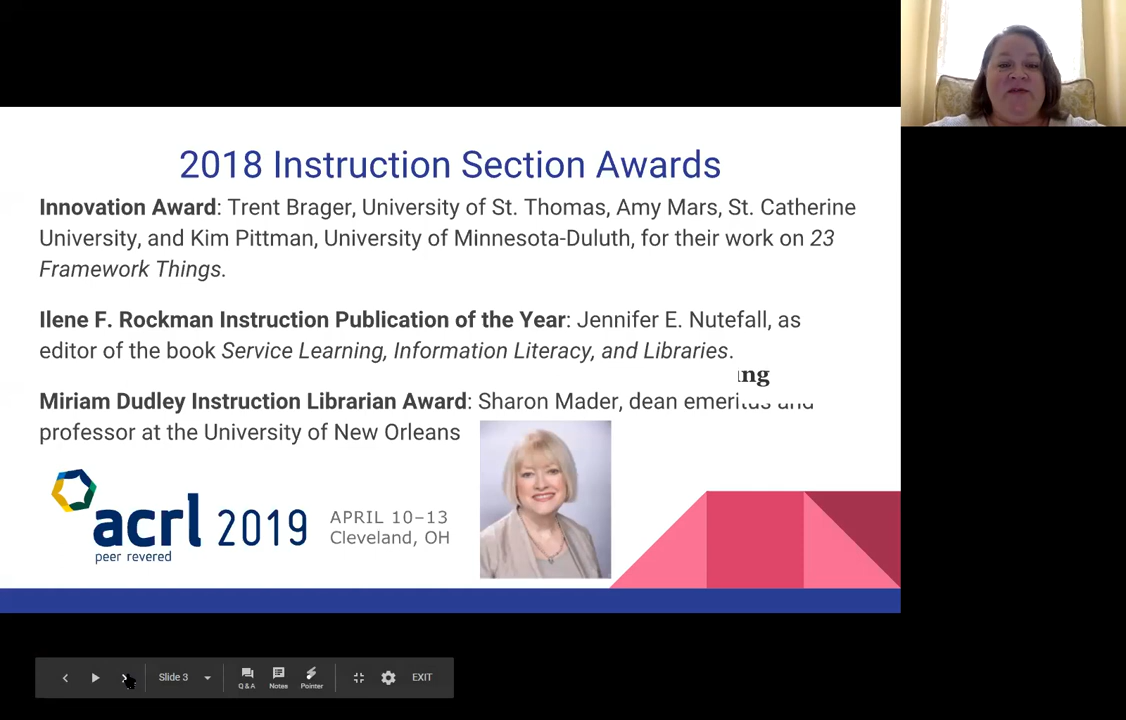 2018 Instruction Section Awards
Innovation Award: Trent Brager, University of St. Thomas, Amy Mars, St. Catherine
University, and Kim Pittman, University of Minnesota-Duluth, for their work on 23
Framework Things.
Ilene F. Rockman Instruction Publication of the Year: Jennifer E. Nutefall, as
editor of the book Service Learning, Information Literacy, and Libraries.
ing
Miriam Dudley Instruction Librarian Award: Sharon Mader, dean emeritus and
professor at the University of New Orleans
acrl 2019
peer revered
APRIL 10–13
Cleveland, OH
Slide 3
Q & A
Notes
Pointer
EXIT